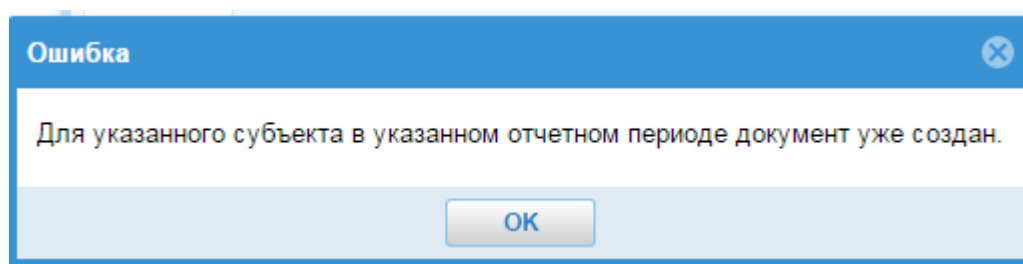 Ошибка
Для указанного субъекта в указанном отчетном периоде документ уже создан.
OK